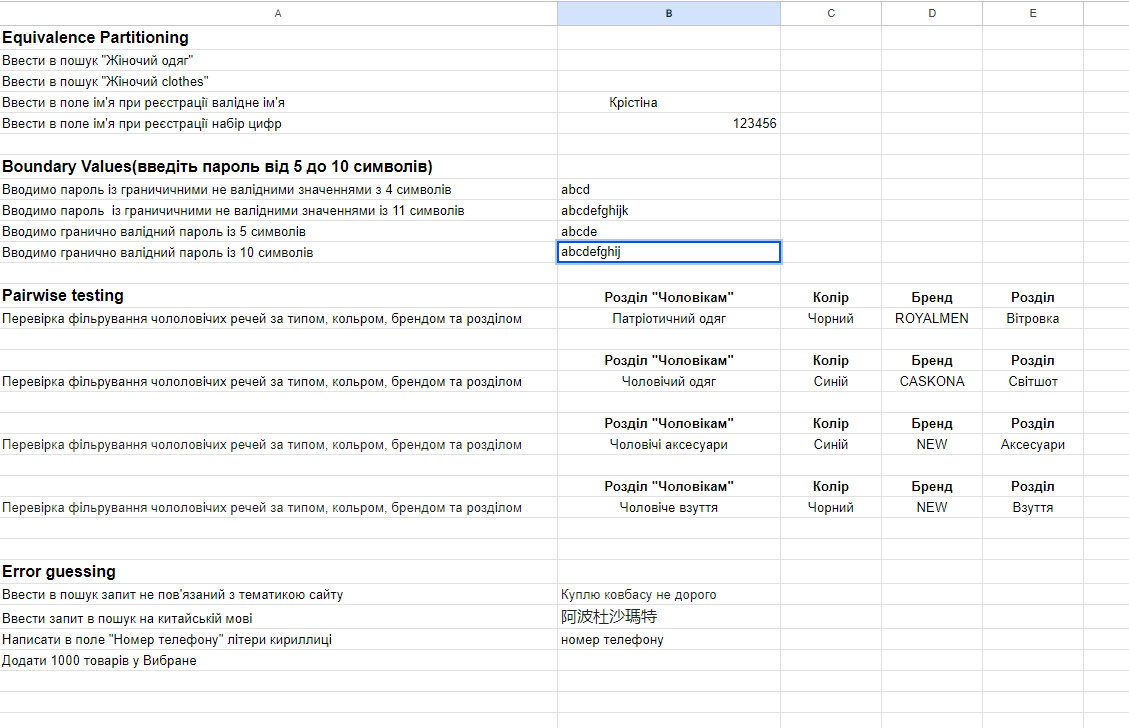 A B C D E
Equivalence Partitioning
Ввести в пошук "Жіночий одяг"
Ввести в пошук "Жіночий clothes"
Ввести в поле ім'я при реєстрації валідне ім'я Крістіна
Ввести в поле ім'я при реєстрації набір цифр 123456
Boundary Values(введіть пароль від 5 до 10 символів)
Вводимо пароль із граничичними не валідними значеннями з 4 символів abcd
Вводимо пароль із граничичними не валідними значеннями із 11 символів abcdefghijk
Вводимо гранично валідний пароль із 5 символів abcde
Вводимо гранично валідний пароль із 10 символів abcdefghij
Pairwise testing Розділ "Чоловікам" Колір Бренд Розділ
Перевірка фільрування чололовічих речей за типом, кольром, брендом та розділом Патріотичний одяг Чорний ROYALMEN Вітровка
Розділ "Чоловікам" Колір Бренд Розділ
Перевірка фільрування чололовічих речей за типом, кольром, брендом та розділом Чоловічий одяг Синій CASKONA Світшот
Розділ "Чоловікам" Колір Бренд Розділ
Перевірка фільрування чололовічих речей за типом, кольром, брендом та розділом Чоловічі аксесуари Синій NEW Аксесуари
Розділ "Чоловікам" Колір Бренд Розділ
Перевірка фільрування чололовічих речей за типом, кольром, брендом та розділом Чоловіче взуття Чорний NEW Взуття
Error guessing
Ввести в пошук запит не пов'язаний з тематикою сайту Куплю ковбасу не дорого
Ввести запит в пошук на китайській мові 阿波杜沙瑪特
Написати в поле "Номер телефону" літери кириллиці номер телефону
Додати 1000 товарів у Вибране